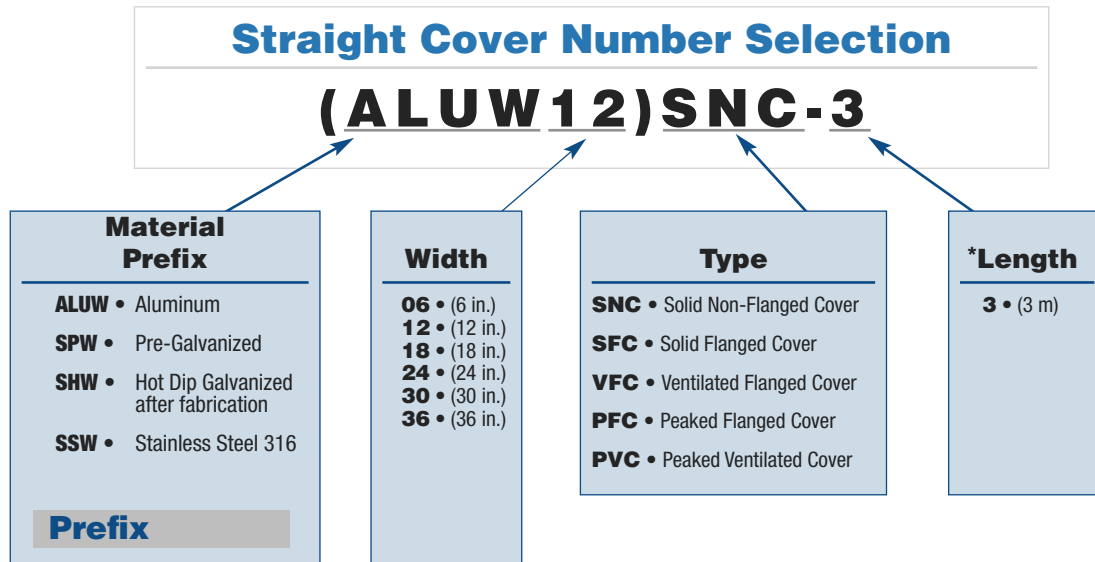 Straight Cover Number Selection
(ALUW12)SNC-3
Material
Prefix
ALUW • Aluminum
SPW • Pre-Galvanized
SHW • Hot Dip Galvanized
after fabrication
SSW • Stainless Steel 316
Prefix
Width
06 • (6 in.)
12 • (12 in.)
18 • (18 in.)
24 • (24 in.)
30 • (30 in.)
36 • (36 in.)
Type
SNC • Solid Non-Flanged Cover
SFC • Solid Flanged Cover
VFC • Ventilated Flanged Cover
PFC • Peaked Flanged Cover
PVC • Peaked Ventilated Cover
*Length
3 • (3 m)